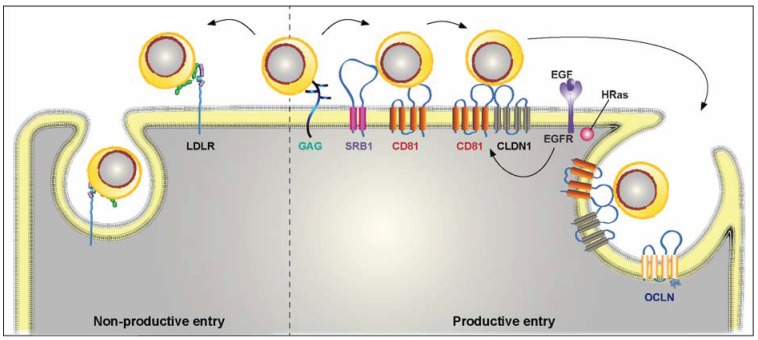 EGF
HRas
LDLR
GAG
SRB1
CD81
CD81
CLDN1
EGFR
OCLN
Non-productive entry
Productive entry